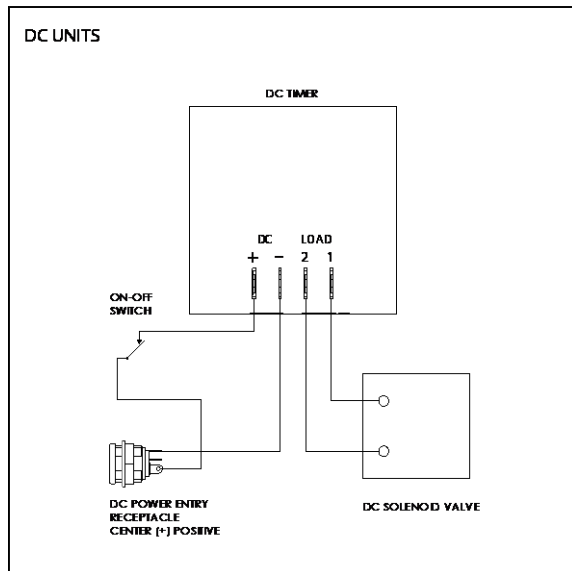 DC UNITS
DC TIMER
DC LOAD
+ − 2 1
ON-OFF
SWITCH
DC POWER ENTRY
RECEPTACLE
CENTER (+) POSITIVE
DC SOLENOID VALVE